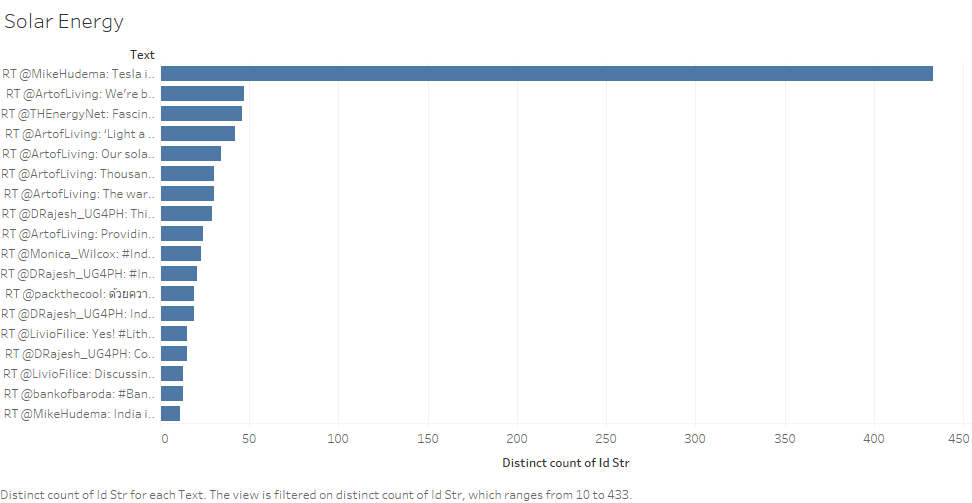 Solar Energy
Text
RT @MikeHudema: Tesla i..
RT @ArtofLiving: We’re b..
RT @THEnergyNet: Fascin..
RT @ArtofLiving: ‘Light a ..
RT @ArtofLiving: Our sola..
RT @ArtofLiving: Thousan..
RT @ArtofLiving: The war..
RT @DRajesh_UG4PH: Thi..
RT @ArtofLiving: Providin..
RT @Monica_Wilcox: #Ind..
RT @DRajesh_UG4PH: #In..
RT @packthecool: ด้วยควา..
RT @DRajesh_UG4PH: Ind..
RT @LivioFilice: Yes! #Lith..
RT @DRajesh_UG4PH: Co..
RT @LivioFilice: Discussin..
RT @bankofbaroda: #Ban..
RT @MikeHudema: India i..
0 50 100 150 200 250 300 350 400 450
Distinct count of Id Str
Distinct count of Id Str for each Text. The view is filtered on distinct count of Id Str, which ranges from 10 to 433.